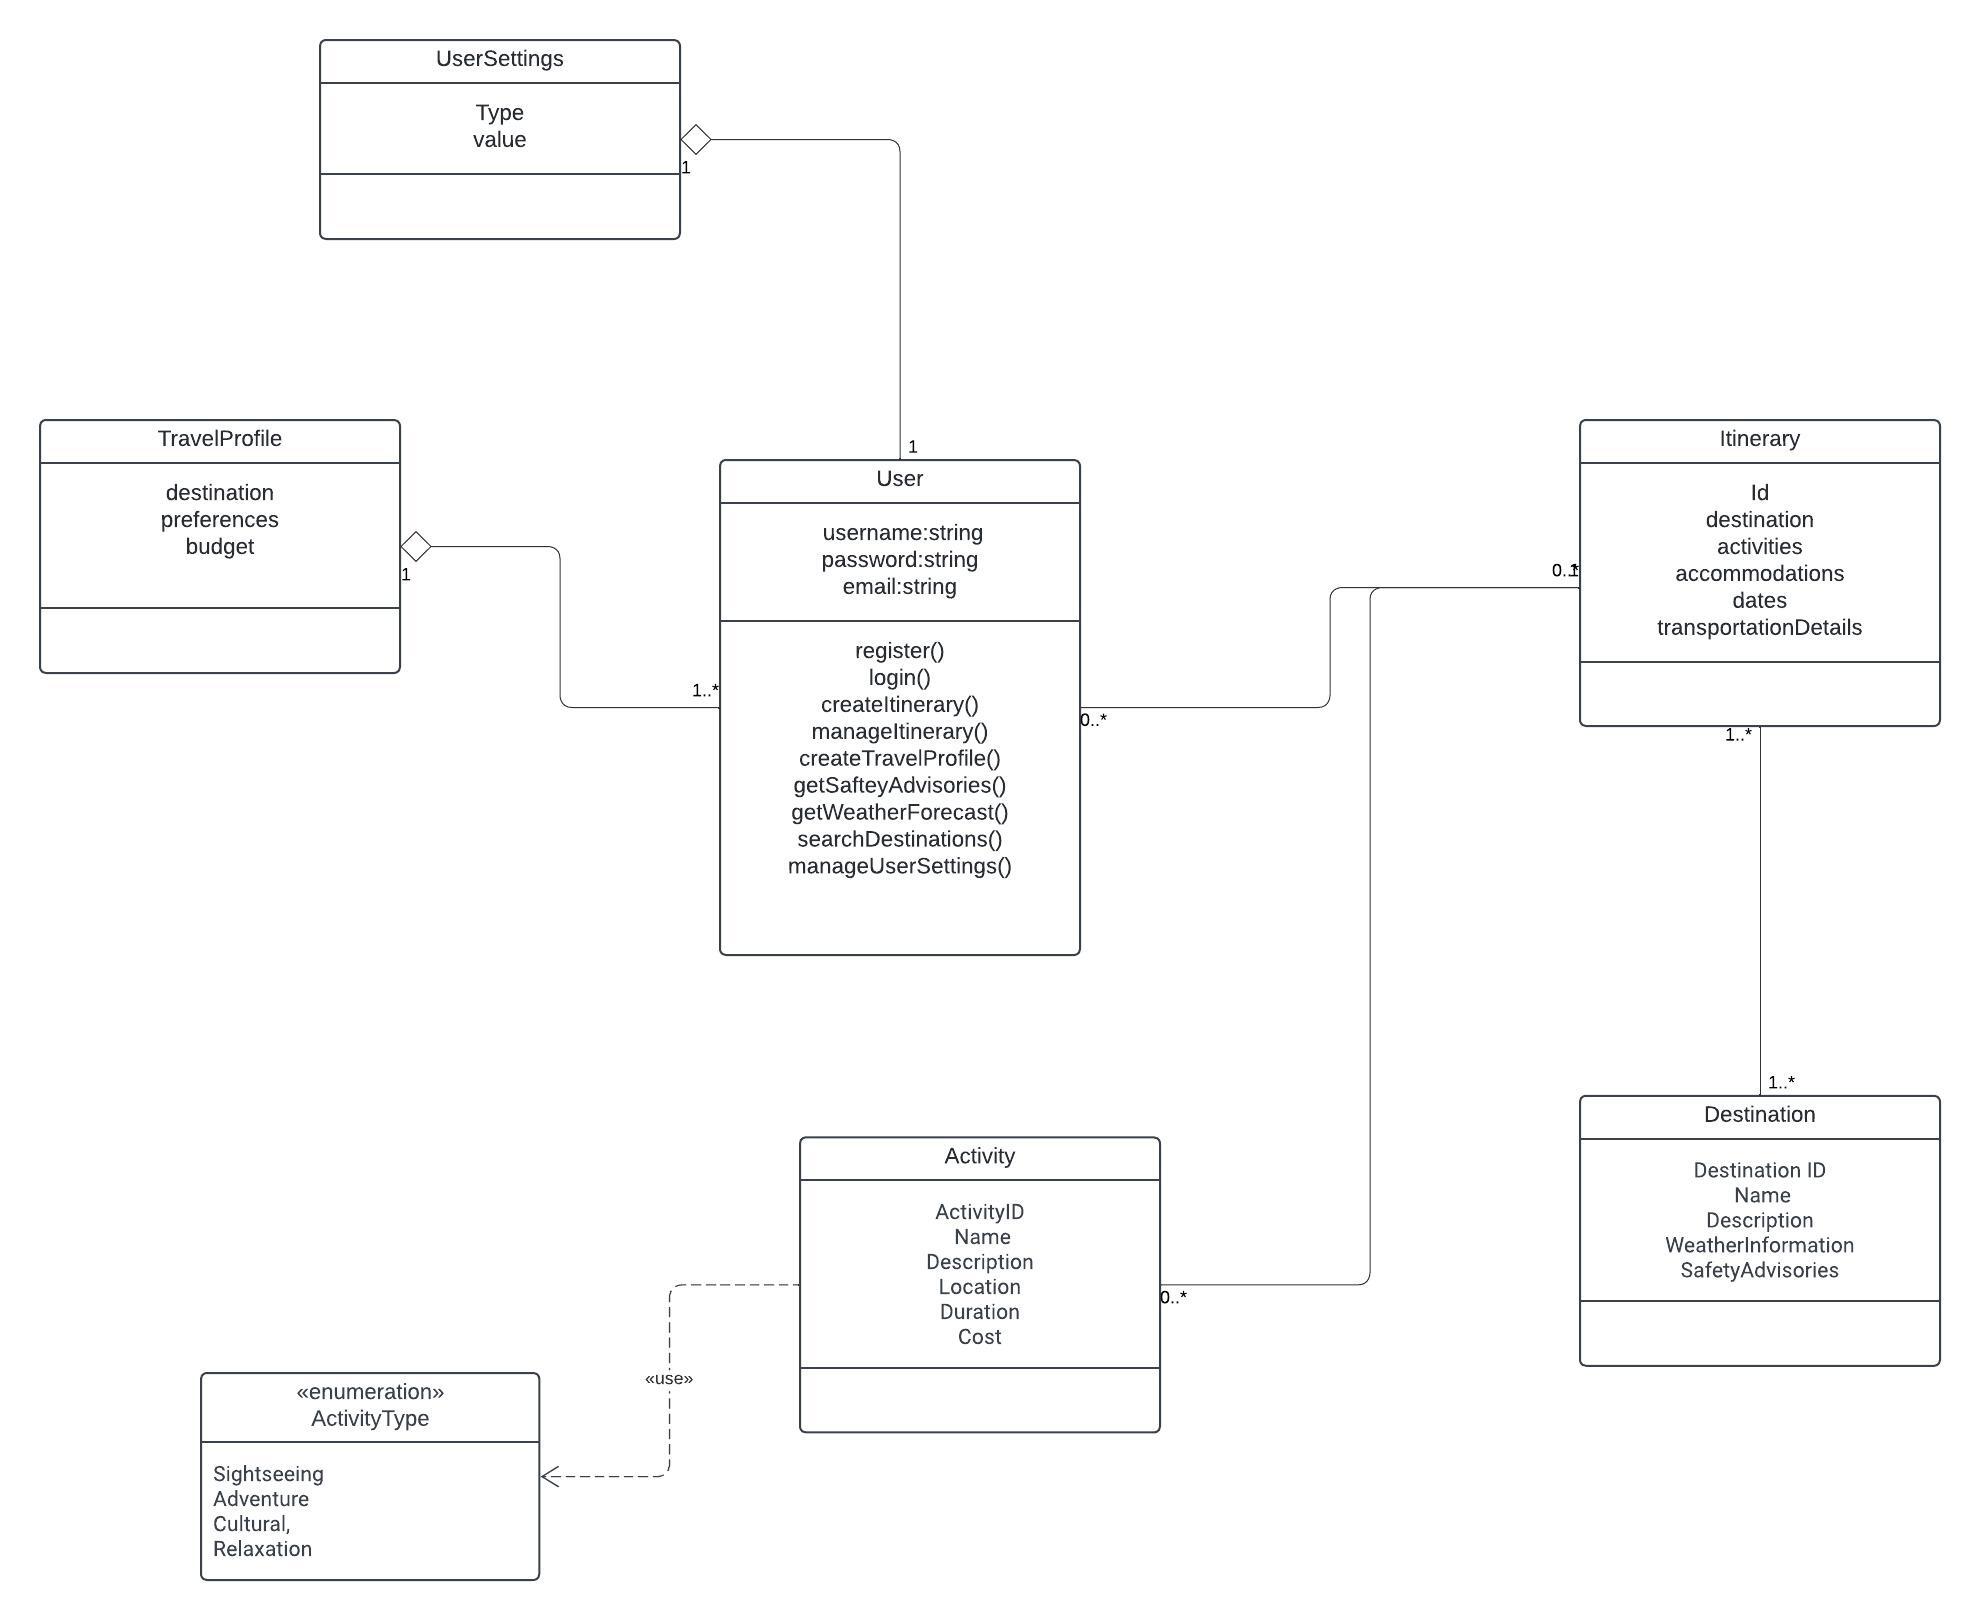 UserSettings
Type
value
1
1
TravelProfile
destination
preferences
budget
1
1..*
User
username:string
password:string
email:string
register()
login()
createItinerary()
manageItinerary()
createTravelProfile()
getSafteyAdvisories()
getWeatherForecast()
searchDestinations()
manageUserSettings()
0..*
Itinerary
Id
destination
activities
accommodations
dates
transportationDetails
1..*
1..*
Destination
Destination ID
Name
Description
WeatherInformation
SafetyAdvisories
Activity
ActivityID
Name
Description
Location
Duration
Cost
0..*
«use»
«enumeration»
ActivityType
Sightseeing
Adventure
Cultural,
Relaxation